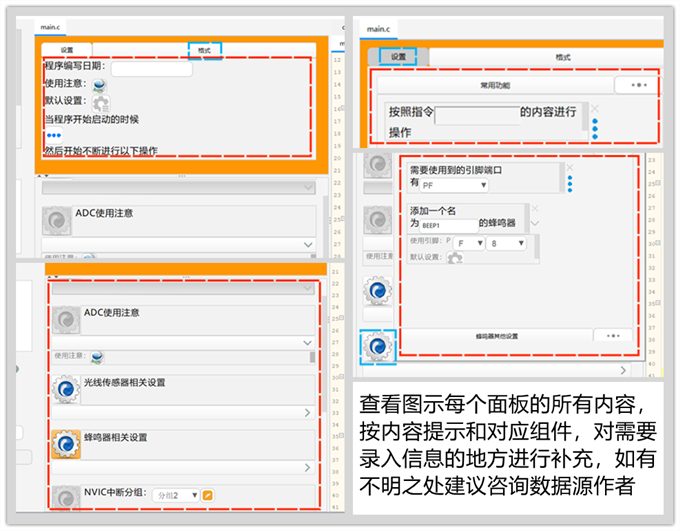 main.c
设置
格式
程序编写日期:
使用注意:
默认设置:
当程序开始启动的时候
然后开始不断进行以下操作
ADC使用注意
使用注意:
main.c
设置
格式
常用功能
按照指令 的内容进行
操作
需要使用到的引脚端口
有 PF
添加一个名
为 BEEP1 的蜂鸣器
使用引脚: P F 8
默认设置:
使用注意
蜂鸣器其他设置
ADC使用注意
使用注意:
光线传感器相关设置
蜂鸣器相关设置
NVIC中断分组: 分组2
查看图示每个面板的所有内容，
按内容提示和对应组件，对需要
录入信息的地方进行补充，如有
不明之处建议咨询数据源作者